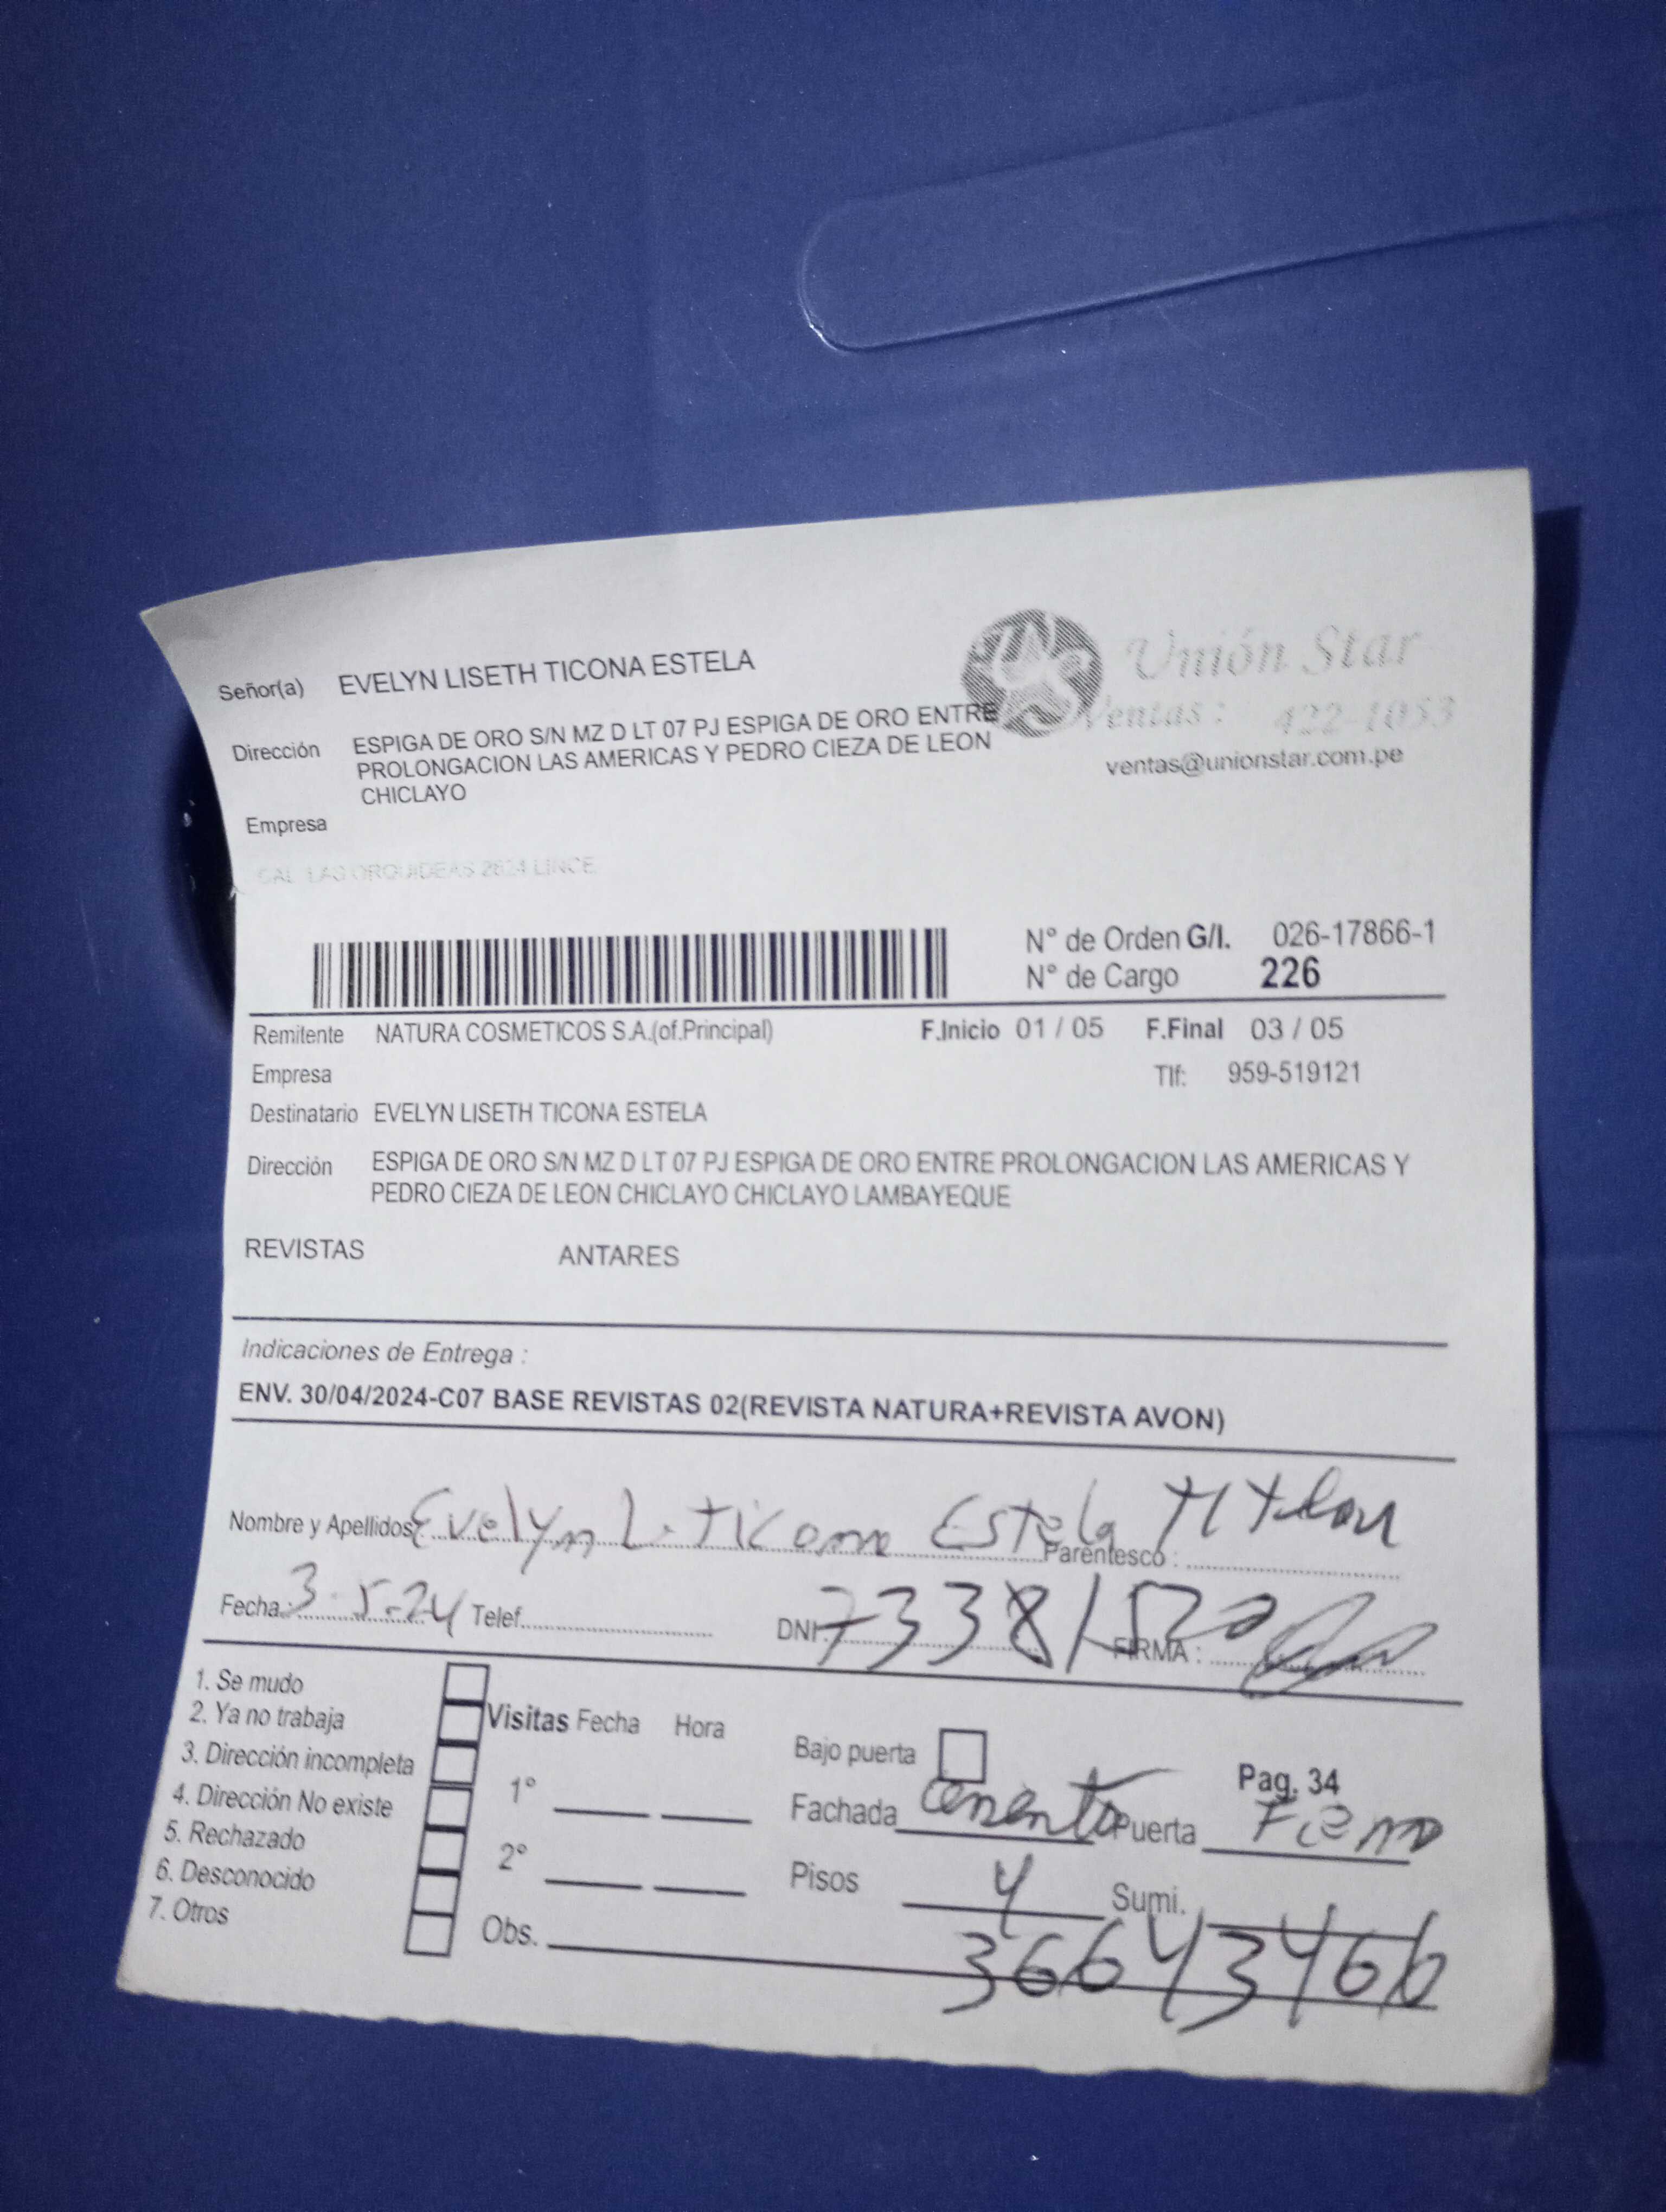 Señor(a) EVELYN LISETH TICONA ESTELA
Unión Star
Ventas: 422-1053
ventas@unionstar.com.pe
Dirección ESPIGA DE ORO S/N MZ D LT 07 PJ ESPIGA DE ORO ENTRE
PROLONGACION LAS AMERICAS Y PEDRO CIEZA DE LEON
CHICLAYO
Empresa
CAL LAS ORQUIDEAS 2624 LINCE
N° de Orden G/I. 026-17866-1
N° de Cargo 226
Remitente NATURA COSMETICOS S.A.(of.Principal) F.Inicio 01 / 05 F.Final 03 / 05
Empresa Tlf: 959-519121
Destinatario EVELYN LISETH TICONA ESTELA
Dirección ESPIGA DE ORO S/N MZ D LT 07 PJ ESPIGA DE ORO ENTRE PROLONGACION LAS AMERICAS Y
PEDRO CIEZA DE LEON CHICLAYO CHICLAYO LAMBAYEQUE
REVISTAS ANTARES
Indicaciones de Entrega :
ENV. 30/04/2024-C07 BASE REVISTAS 02(REVISTA NATURA+REVISTA AVON)
Nombre y Apellidos: Evelyn L. Ticona Estela Parentesco :
Fecha: 3-5-24 Telef. DNI: 73381520 FIRMA :
1. Se mudo
2. Ya no trabaja
3. Dirección incompleta
4. Dirección No existe
5. Rechazado
6. Desconocido
7. Otros
Visitas Fecha Hora
1°
2°
Obs.
Bajo puerta
Pag. 34
Fachada cemento Puerta Fierro
Pisos 4 Sumi.
36643466